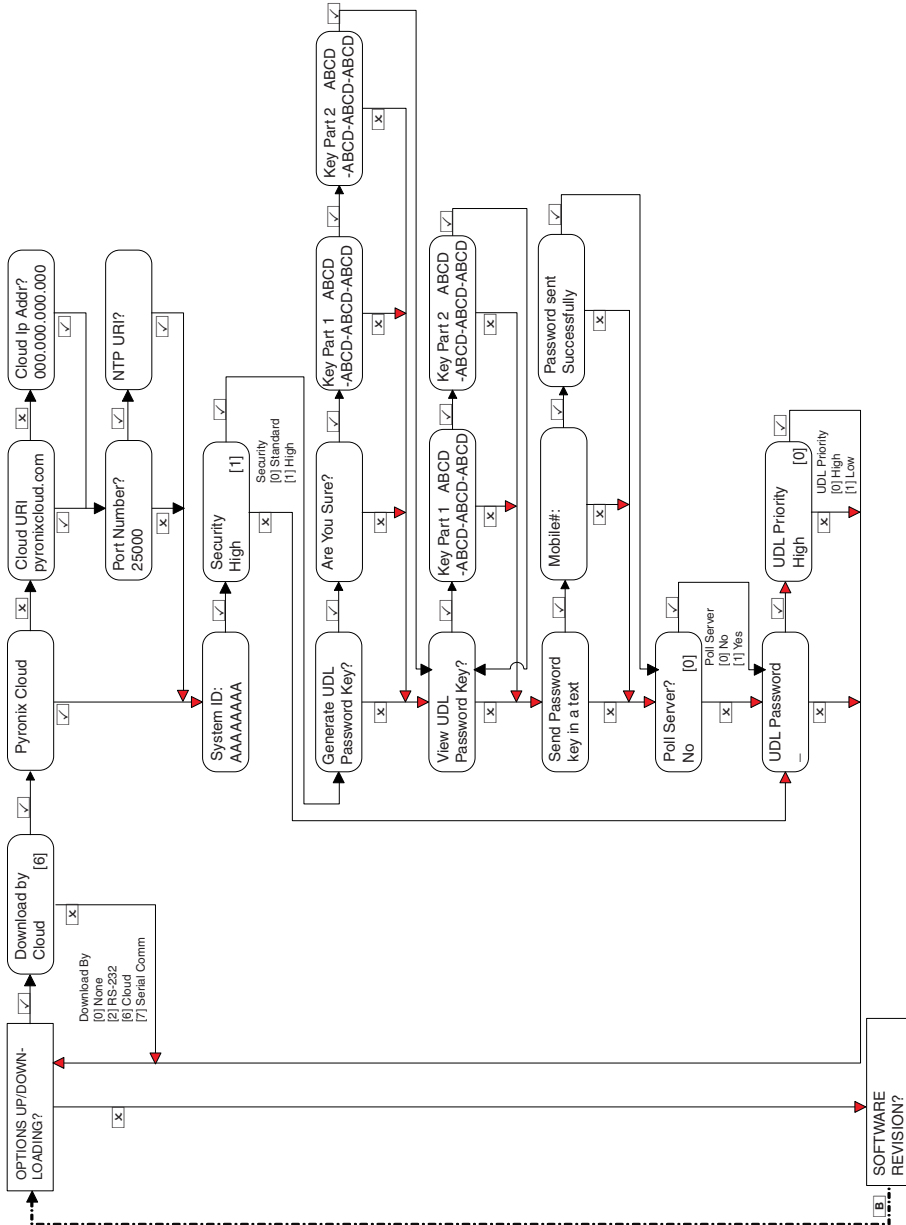 OPTIONS UP/DOWN-
LOADING?
Download by
Cloud [6]
Download By
[0] None
[2] RS-232
[6] Cloud
[7] Serial Comm
Pyronix Cloud
Cloud URI
pyronixcloud.com
Cloud Ip Addr?
000.000.000.000
Port Number?
25000
NTP URI?
System ID:
AAAAAAAA
Security
High [1]
Security
[0] Standard
[1] High
Generate UDL
Password Key?
Are You Sure?
Key Part 1 ABCD
-ABCD-ABCD-ABCD
Key Part 2 ABCD
-ABCD-ABCD-ABCD
View UDL
Password Key?
Key Part 1 ABCD
-ABCD-ABCD-ABCD
Key Part 2 ABCD
-ABCD-ABCD-ABCD
Send Password
key in a text
Mobile#:
Password sent
Successfully
Poll Server?
No [0]
Poll Server
[0] No
[1] Yes
UDL Password
_
UDL Priority
High [0]
UDL Priority
[0] High
[1] Low
SOFTWARE
REVISION?
B